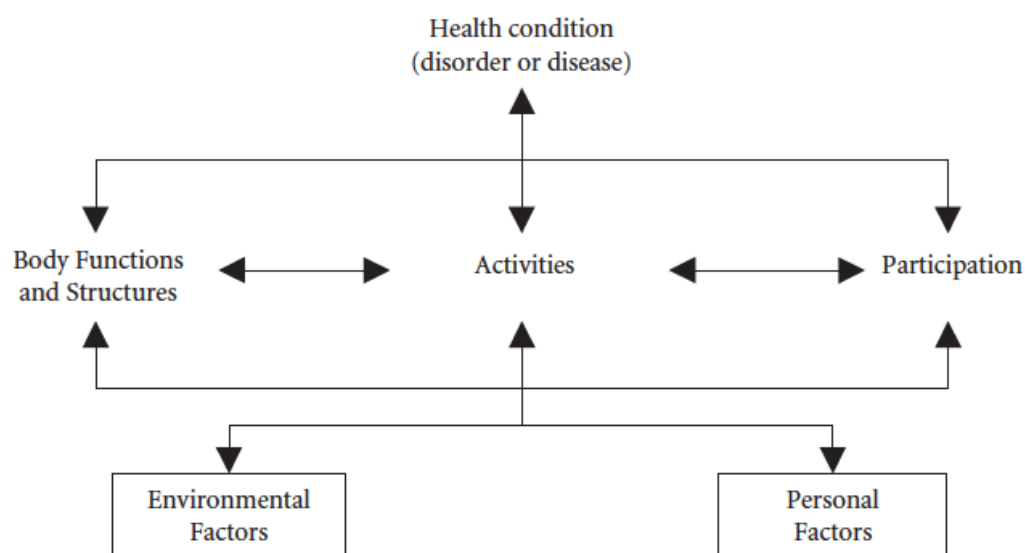 Health condition
(disorder or disease)
Body Functions
and Structures
Activities
Participation
Environmental
Factors
Personal
Factors